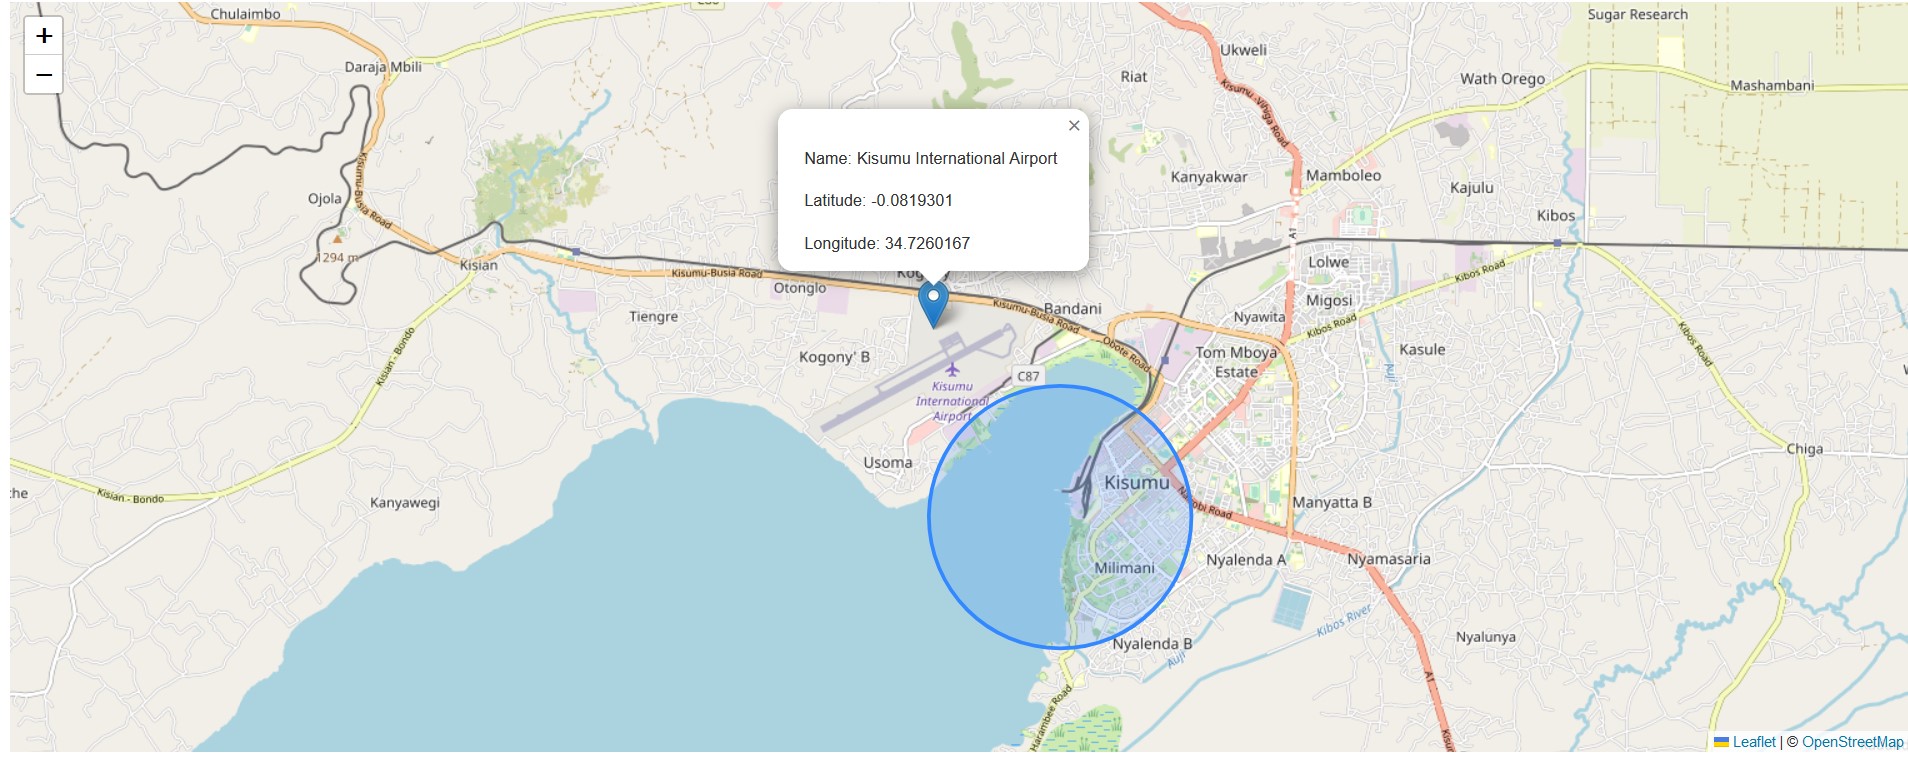 +
−
Chulaimbo
Sugar Research
Ukweli
Daraja Mbili
Riat
Wath Orego
Mashambani
Kisumu -Vihiga Road
×
Name: Kisumu International Airport
Latitude: -0.0819301
Longitude: 34.7260167
Kisumu-Busia Road
Kanyakwar
Mamboleo
Kajulu
Ojola
Kibos
A1
1294 m
Kisian
Lolwe
Kisumu-Busia Road
Otonglo
Kibos Road
Migosi
Kisumu-Busia Road
Bandani
Tiengre
Nyawita
Kibos Road
Kogony' B
Obote Road
Tom Mboya
Estate
Kasule
Kibos Road
Kisian - Bondo
C87
Auji
Kisumu
International
Airport
Usoma
Chiga
Kisumu
Kisian - Bondo
Kanyawegi
Nairobi Road
Manyatta B
Milimani
Nyalenda A
Nyamasaria
Kibos River
Nyalenda B
Nyalunya
Auji
A1
Harambee Road
Leaflet | © OpenStreetMap